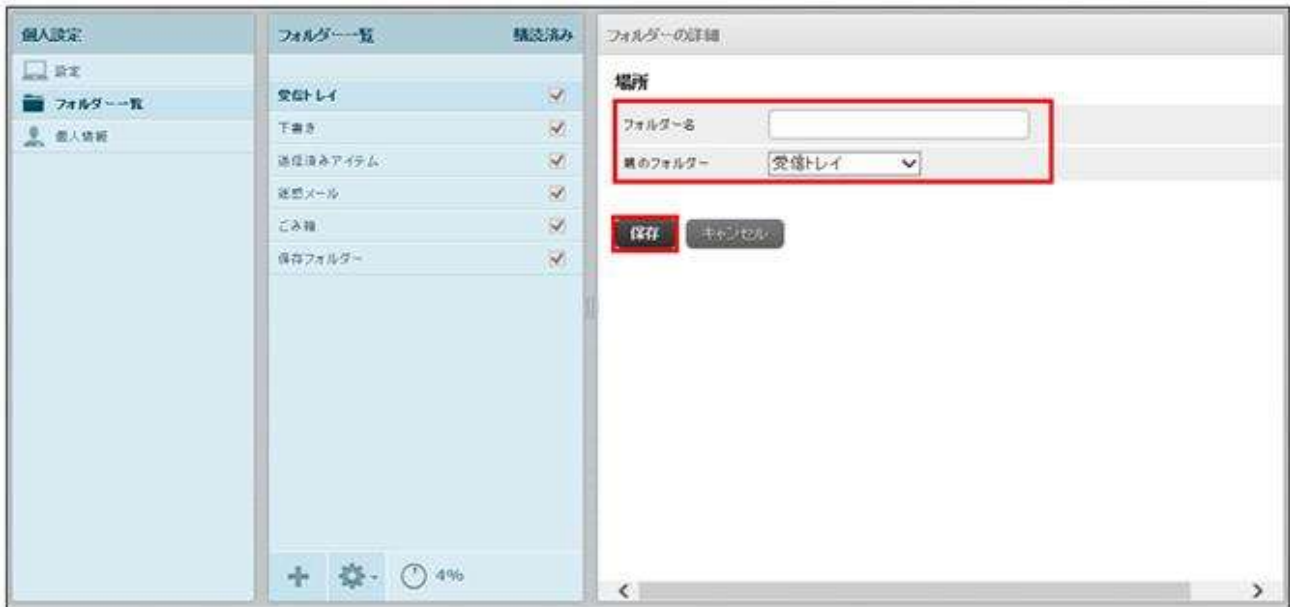 個人設定
設定
フォルダー一覧
個人情報
フォルダー一覧 購読済み
受信トレイ
下書き
送信済みアイテム
迷惑メール
ごみ箱
保存フォルダー
4%
フォルダーの詳細
場所
フォルダー名
親のフォルダー 受信トレイ
保存 キャンセル